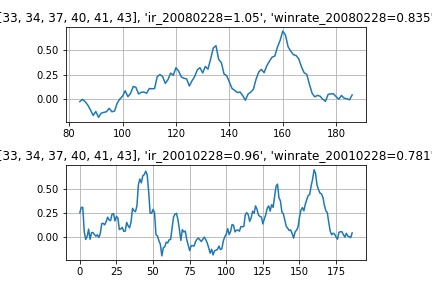 [33, 34, 37, 40, 41, 43], 'ir_20080228=1.05', 'winrate_20080228=0.835'
0.50
0.25
0.00
80 100 120 140 160 180
[33, 34, 37, 40, 41, 43], 'ir_20010228=0.96', 'winrate_20010228=0.781'
0.50
0.25
0.00
0 25 50 75 100 125 150 175